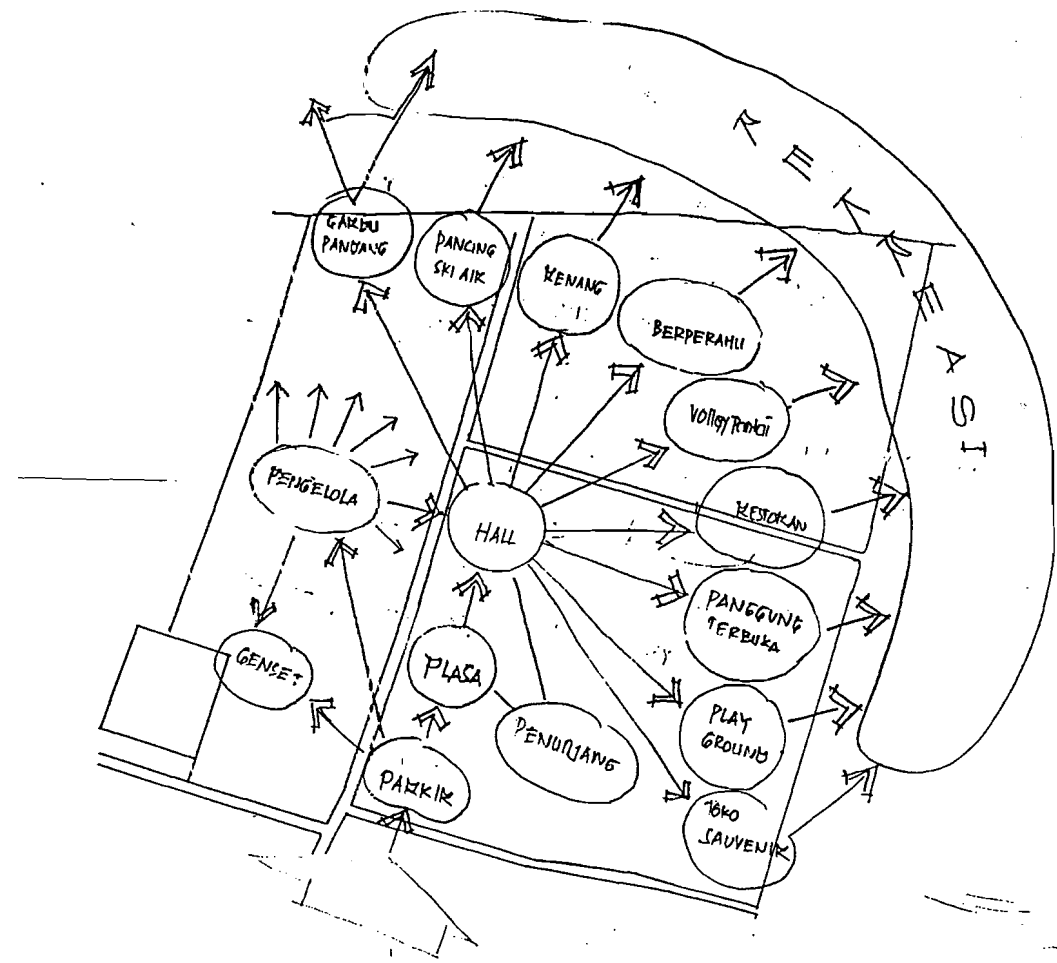 REKREASI
GARDU
PANDANG
PANCING
SKI AIR
RENANG
BERPERAHU
Volley Pantai
PENGELOLA
HALL
RESTORAN
PANGGUNG
TERBUKA
GENSET
PLASA
PENUNJANG
PLAY
GROUND
PARKIR
TOKO
SAUVENIR